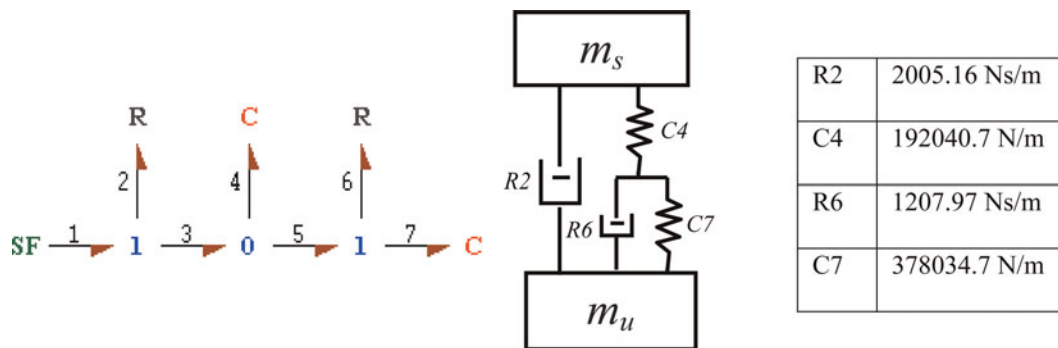 R C R
2 4 6
SF 1 1 3 0 5 1 7 C
m_s
C4
R2
R6 C7
m_u
R2 2005.16 Ns/m
C4 192040.7 N/m
R6 1207.97 Ns/m
C7 378034.7 N/m